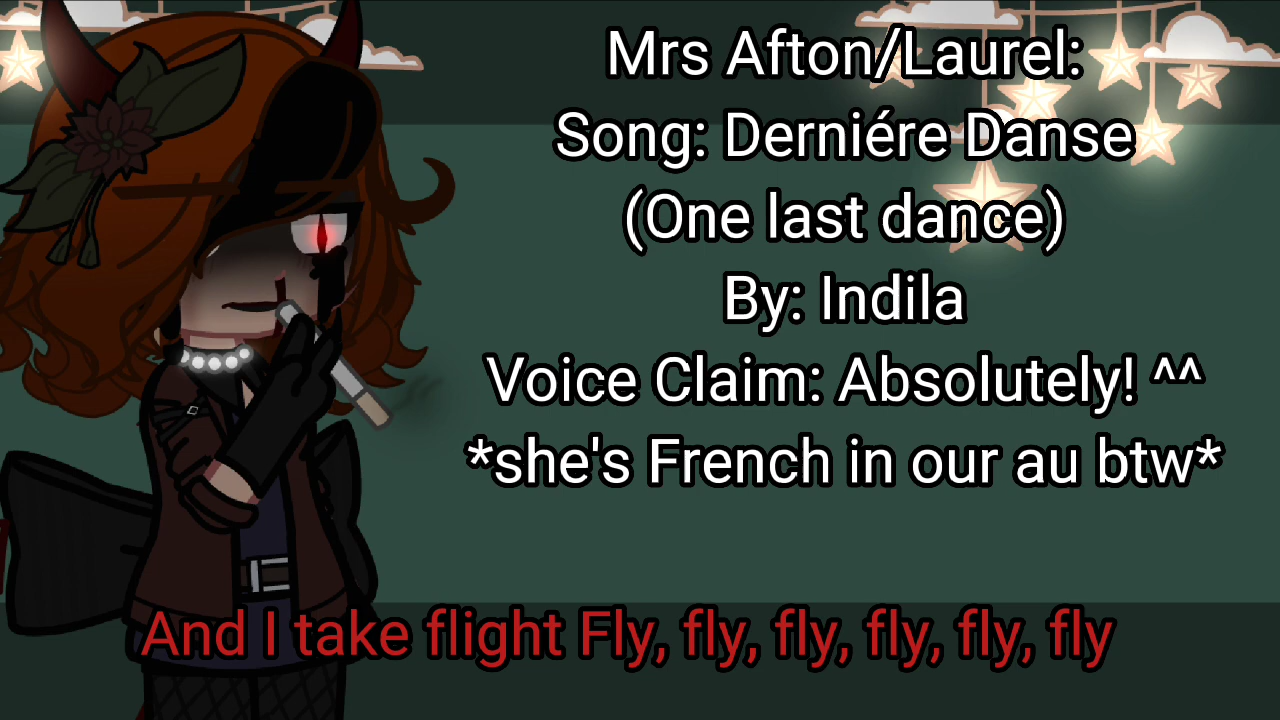 Mrs Afton/Laurel:
Song: Derniére Danse
(One last dance)
By: Indila
Voice Claim: Absolutely! ^^
*she's French in our au btw*
And I take flight Fly, fly, fly, fly, fly, fly